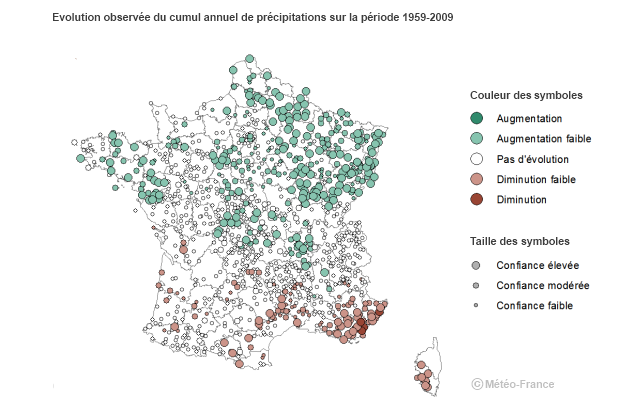 Evolution observée du cumul annuel de précipitations sur la période 1959-2009
Couleur des symboles
Augmentation
Augmentation faible
Pas d'évolution
Diminution faible
Diminution
Taille des symboles
Confiance élevée
Confiance modérée
Confiance faible
© Météo-France